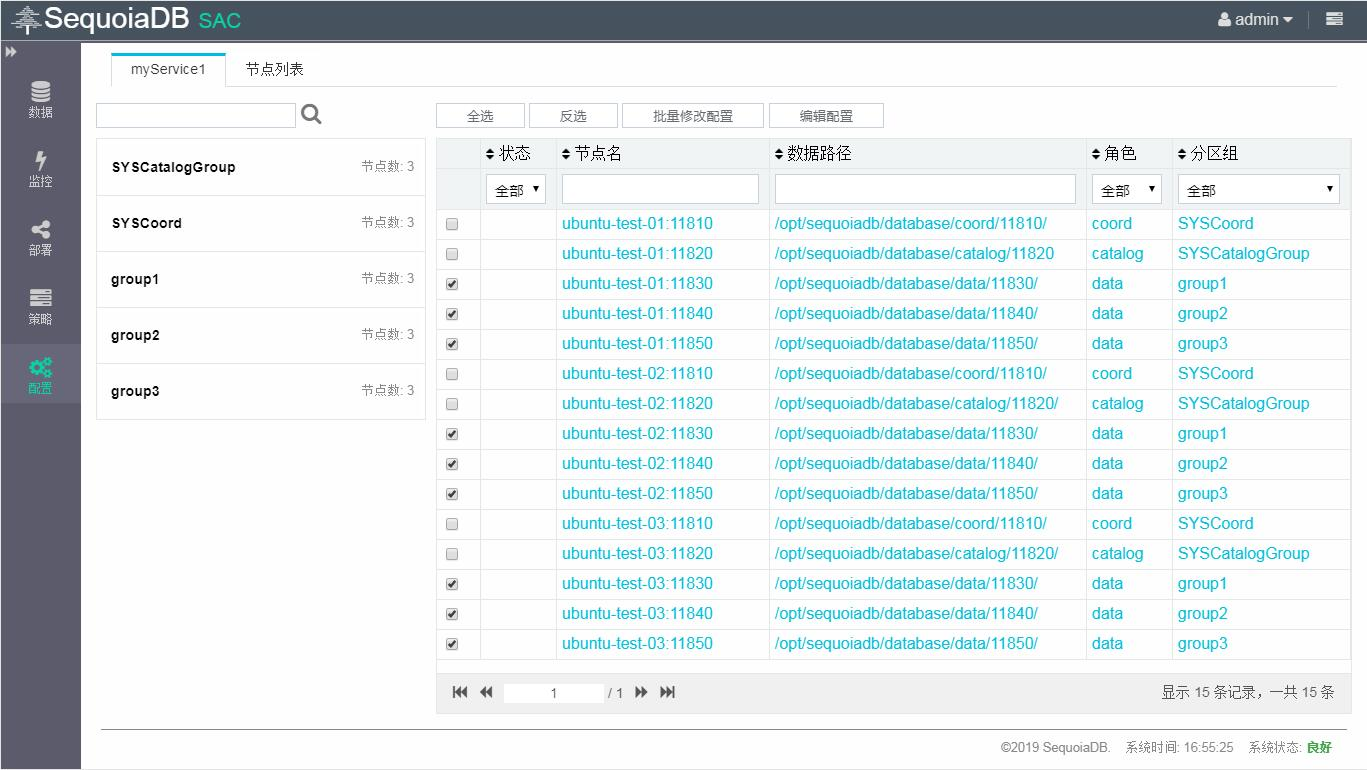 SequoiaDB SAC
admin
myService1 节点列表
数据
监控
部署
策略
配置
SYSCatalogGroup 节点数: 3
SYSCoord 节点数: 3
group1 节点数: 3
group2 节点数: 3
group3 节点数: 3
全选 反选 批量修改配置 编辑配置
状态 节点名 数据路径 角色 分区组
全部 全部 全部
ubuntu-test-01:11810 /opt/sequoiadb/database/coord/11810/ coord SYSCoord
ubuntu-test-01:11820 /opt/sequoiadb/database/catalog/11820 catalog SYSCatalogGroup
ubuntu-test-01:11830 /opt/sequoiadb/database/data/11830/ data group1
ubuntu-test-01:11840 /opt/sequoiadb/database/data/11840/ data group2
ubuntu-test-01:11850 /opt/sequoiadb/database/data/11850/ data group3
ubuntu-test-02:11810 /opt/sequoiadb/database/coord/11810/ coord SYSCoord
ubuntu-test-02:11820 /opt/sequoiadb/database/catalog/11820/ catalog SYSCatalogGroup
ubuntu-test-02:11830 /opt/sequoiadb/database/data/11830/ data group1
ubuntu-test-02:11840 /opt/sequoiadb/database/data/11840/ data group2
ubuntu-test-02:11850 /opt/sequoiadb/database/data/11850/ data group3
ubuntu-test-03:11810 /opt/sequoiadb/database/coord/11810/ coord SYSCoord
ubuntu-test-03:11820 /opt/sequoiadb/database/catalog/11820/ catalog SYSCatalogGroup
ubuntu-test-03:11830 /opt/sequoiadb/database/data/11830/ data group1
ubuntu-test-03:11840 /opt/sequoiadb/database/data/11840/ data group2
ubuntu-test-03:11850 /opt/sequoiadb/database/data/11850/ data group3
1 / 1 显示 15 条记录，一共 15 条
©2019 SequoiaDB. 系统时间: 16:55:25 系统状态: 良好